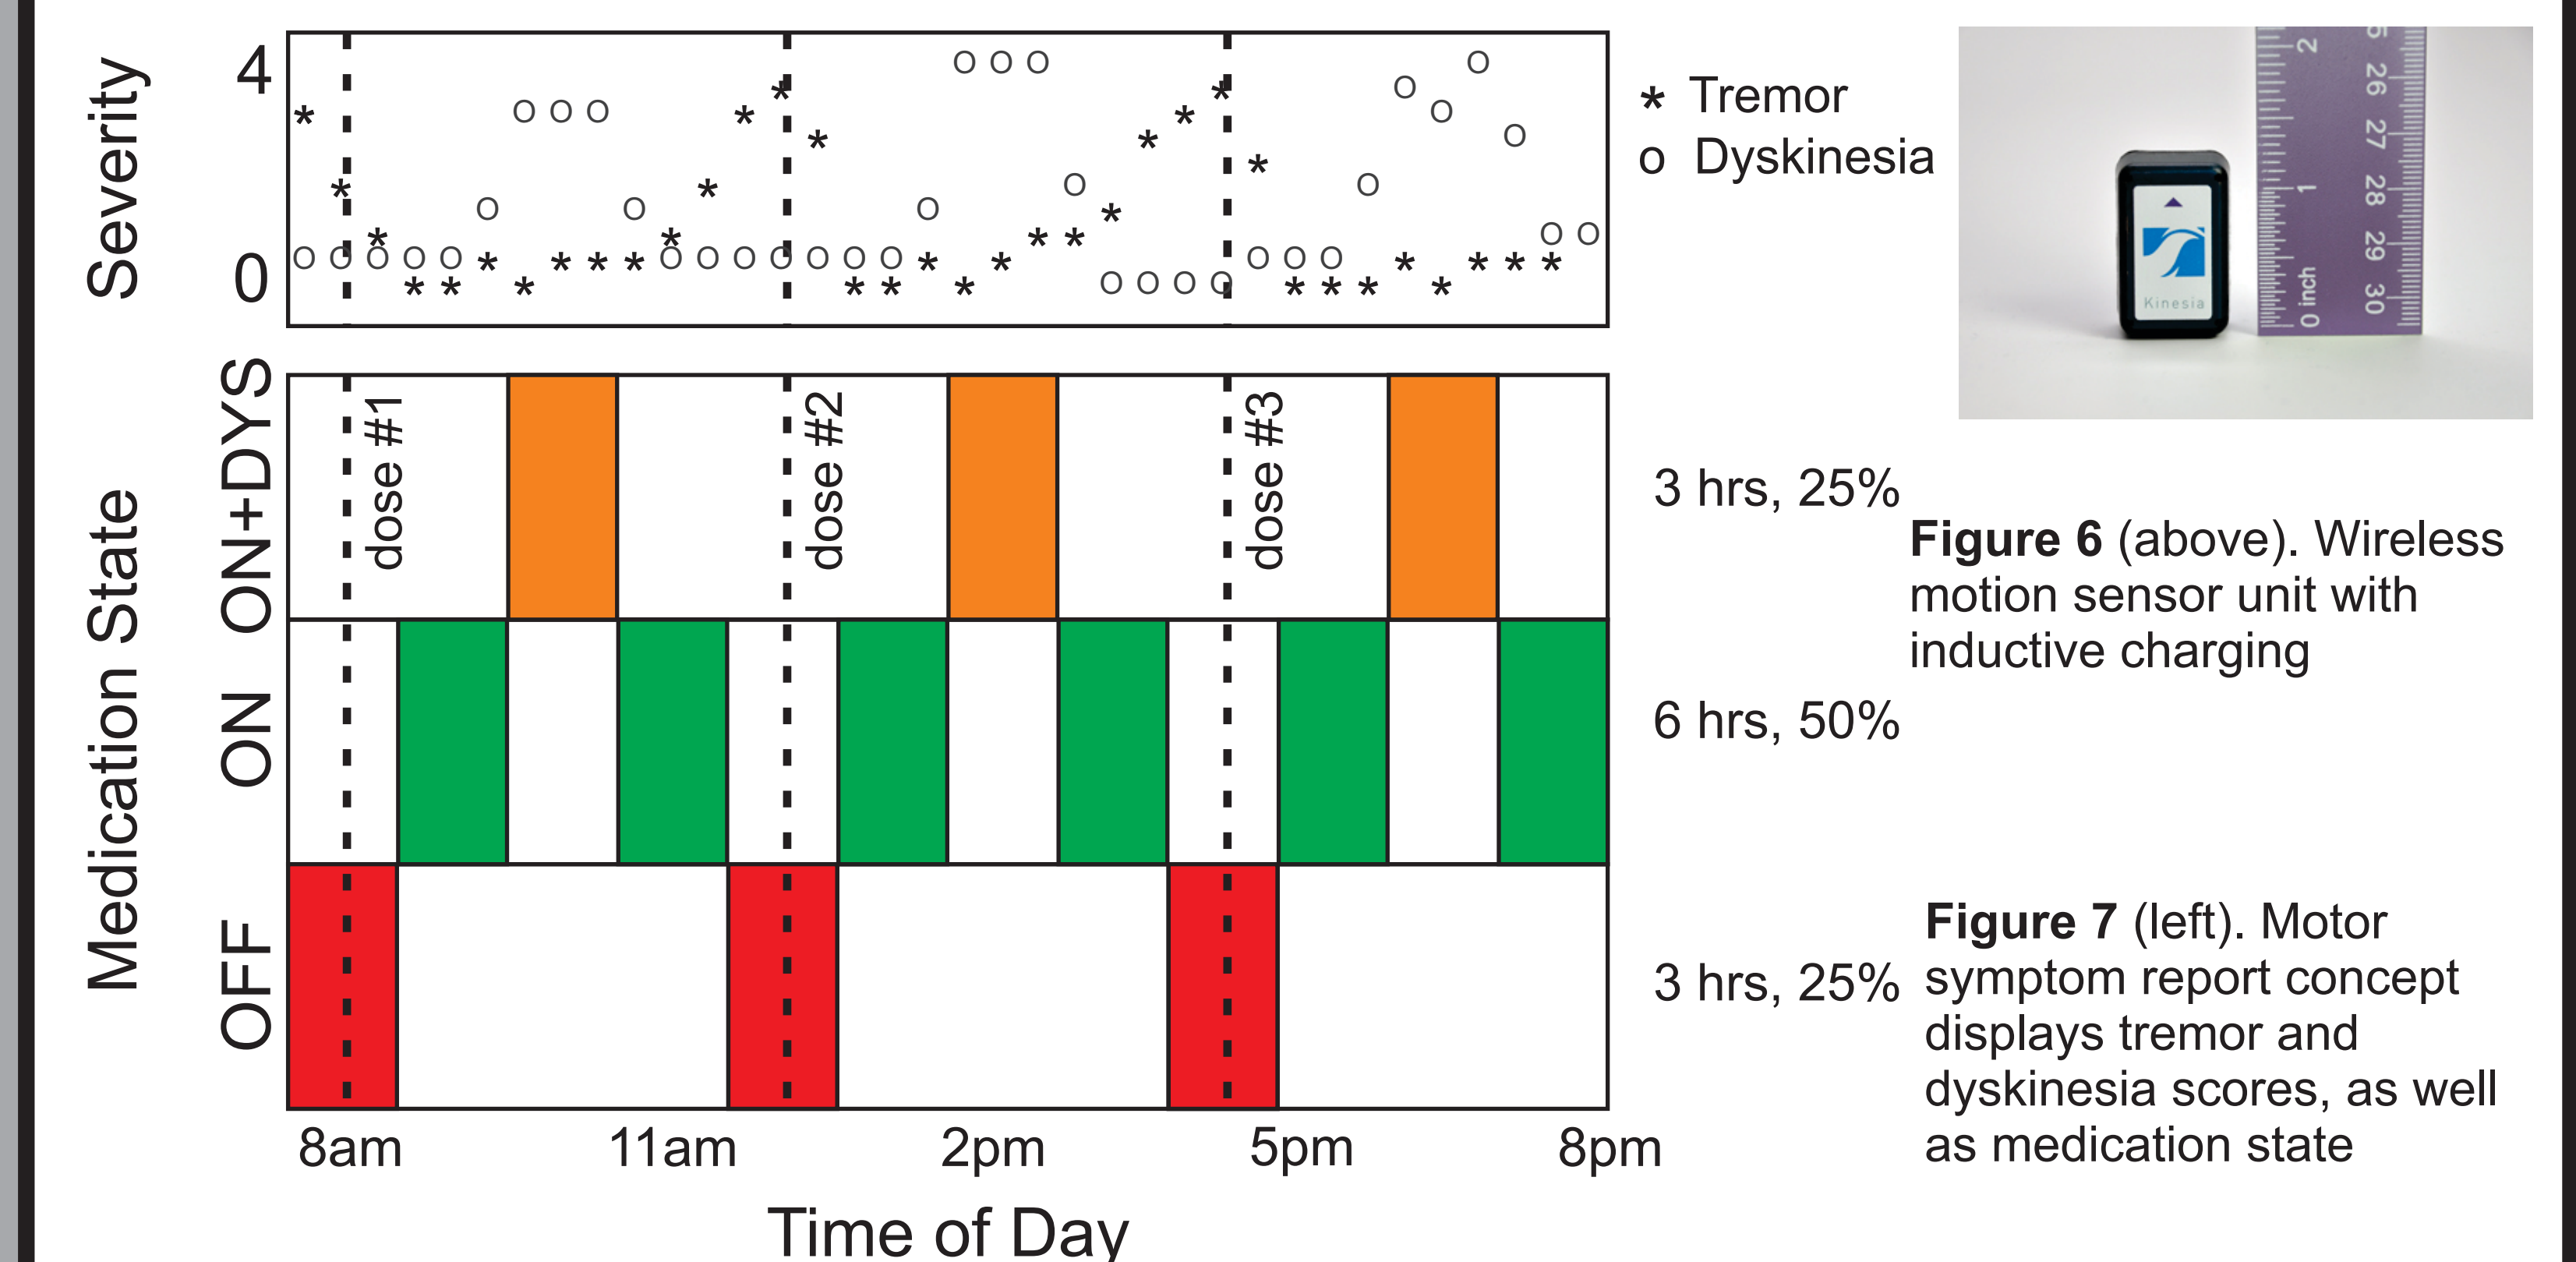 Severity
4
0
* Tremor
o Dyskinesia
Medication State
ON+DYS
ON
OFF
dose #1
dose #2
dose #3
3 hrs, 25%
6 hrs, 50%
3 hrs, 25%
8am
11am
2pm
5pm
8pm
Time of Day
Kinesia
2
1
0 inch
26
27
28
29
30
Figure 6 (above). Wireless
motion sensor unit with
inductive charging
Figure 7 (left). Motor
symptom report concept
displays tremor and
dyskinesia scores, as well
as medication state